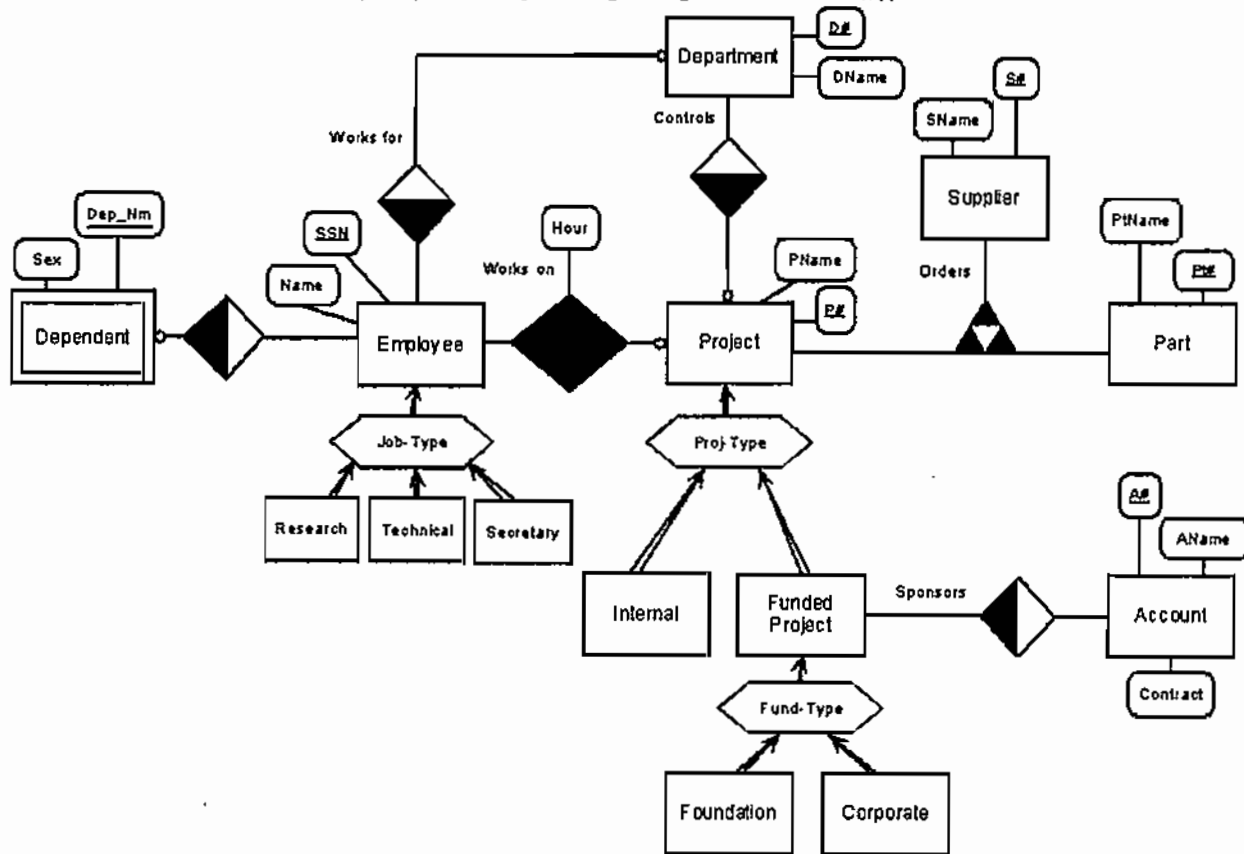 D#
Department
DName
S#
SName
Controls
Works for
Supplier
Dep_Nm
PtName
SSN
Hour
Sex
Pt#
Name
Works on
PName
Orders
P#
Dependent
Employee
Project
Part
Job-Type
Proj-Type
A#
Research
Technical
Secretary
AName
Internal
Funded
Project
Sponsors
Account
Contract
Fund-Type
Foundation
Corporate